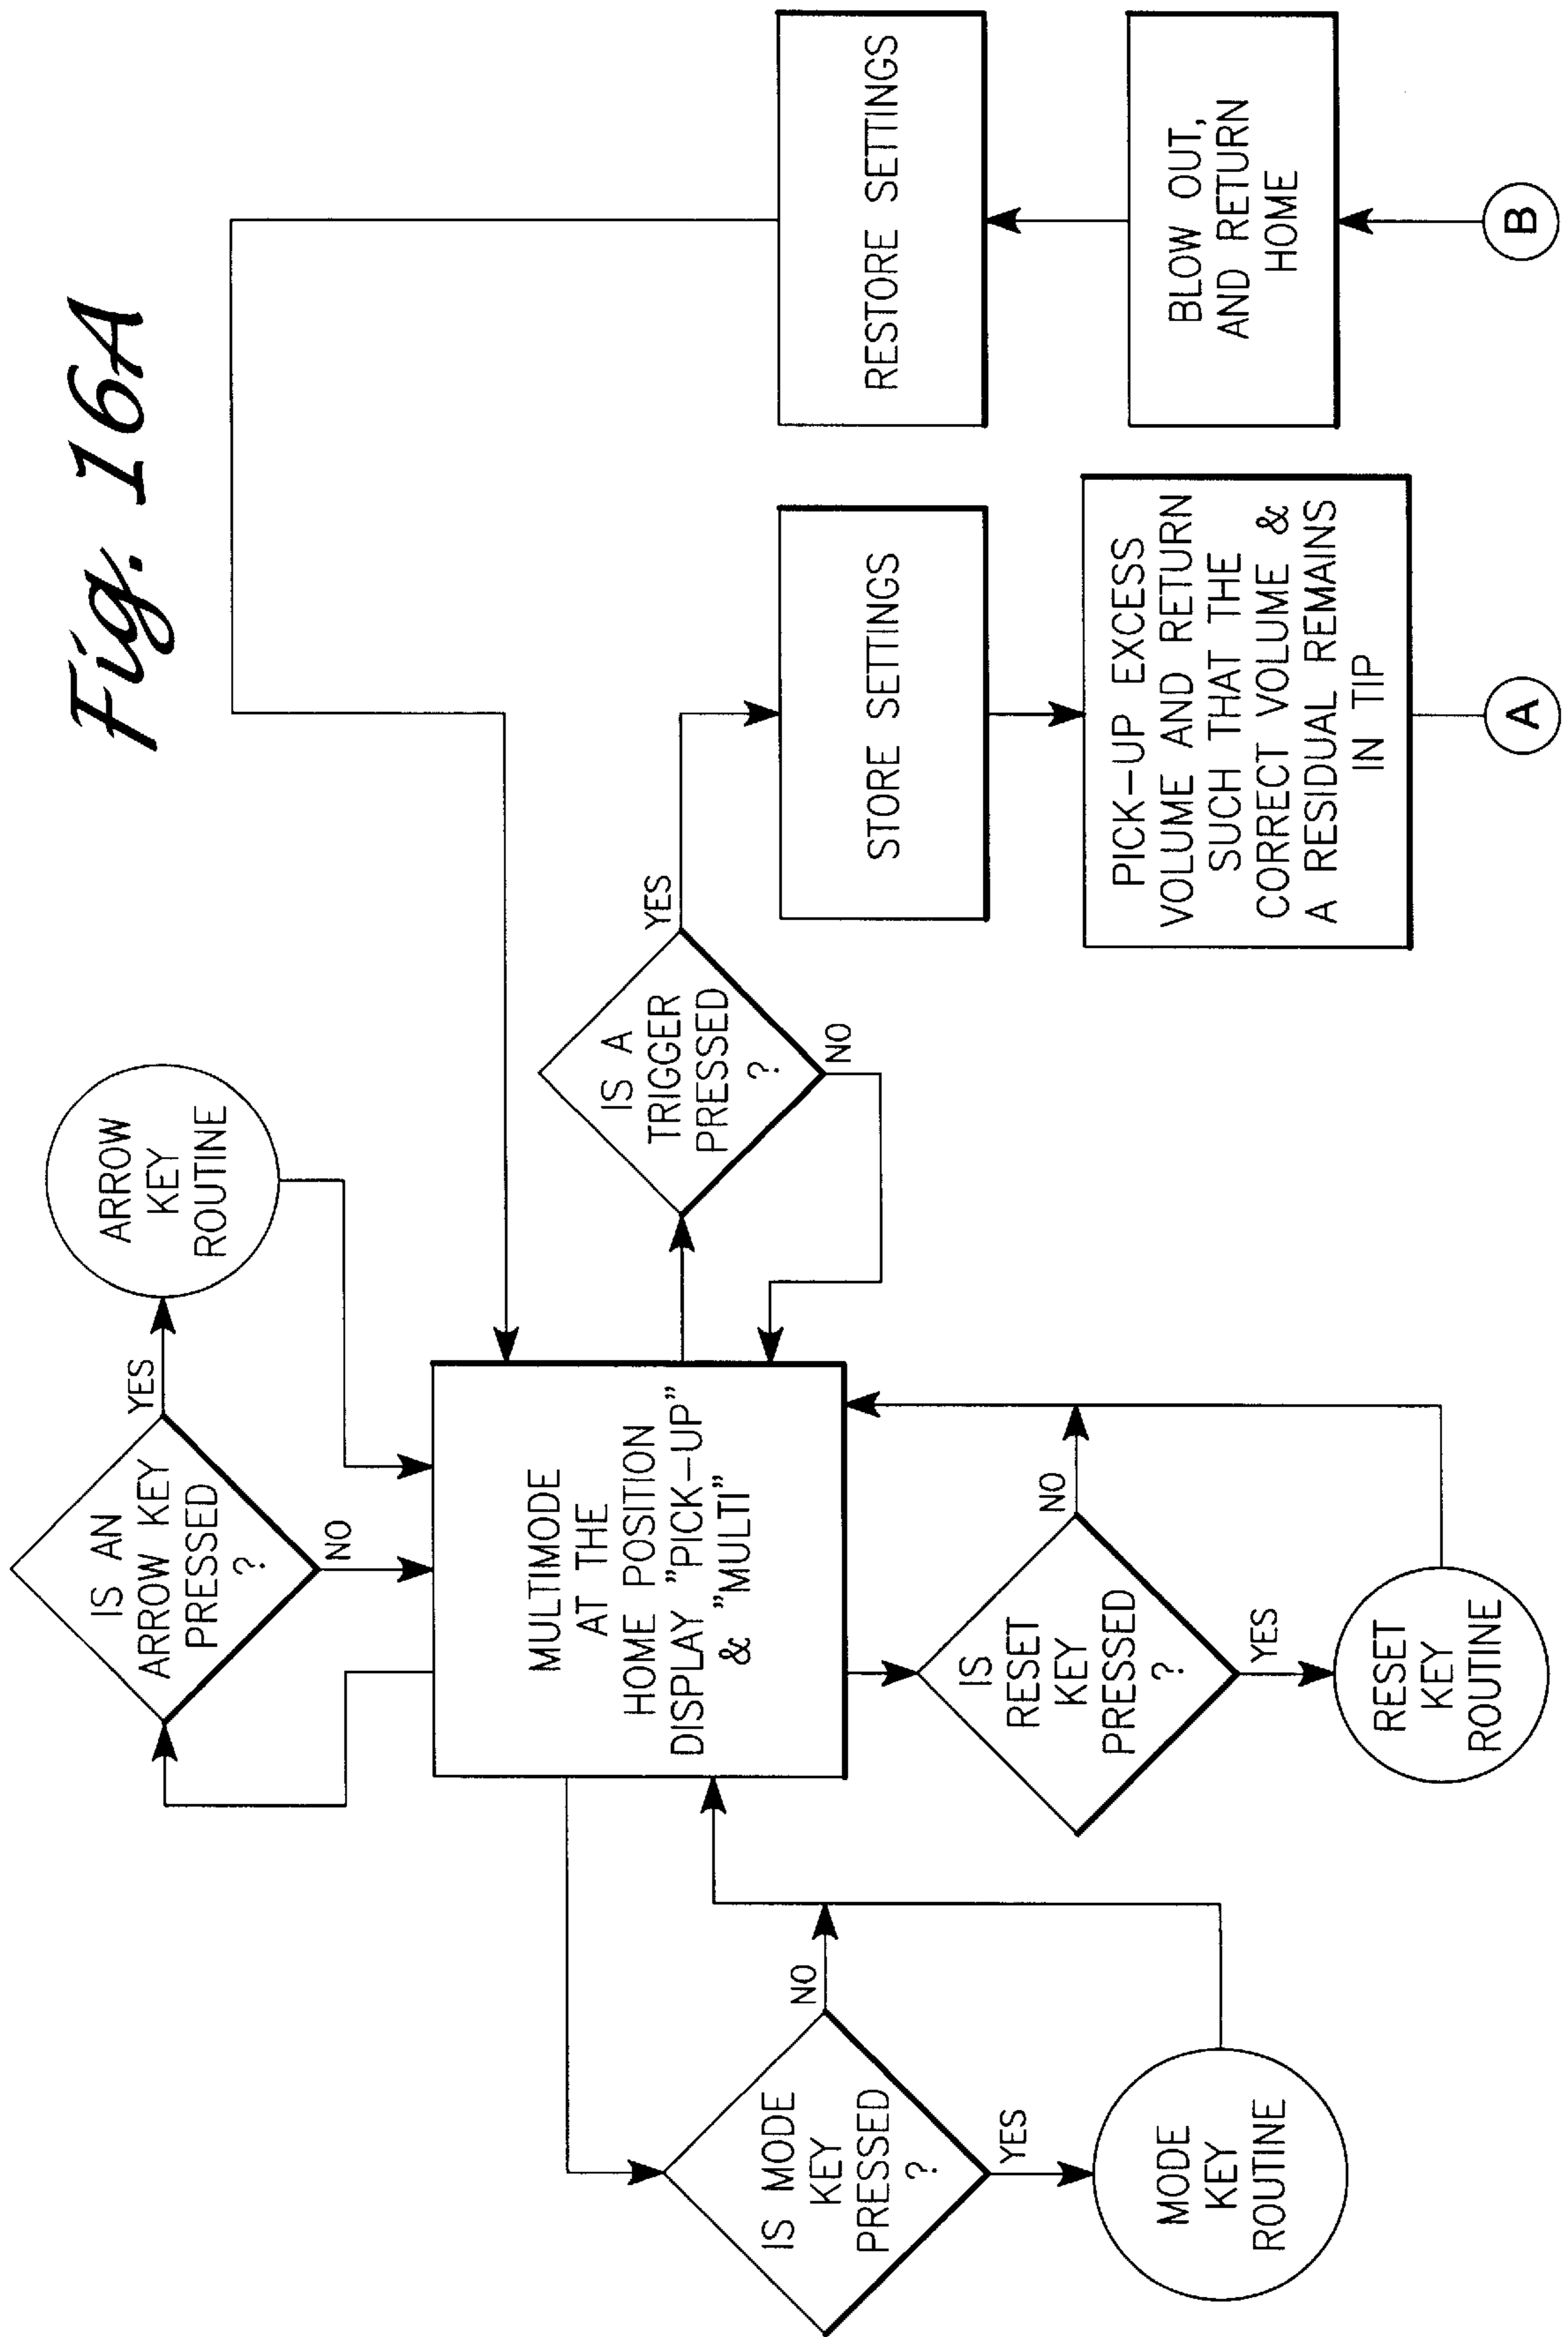 Fig. 16A
IS AN
ARROW KEY
PRESSED
?
YES
NO
ARROW
KEY
ROUTINE
MULTIMODE
AT THE
HOME POSITION
DISPLAY "PICK-UP"
& "MULTI"
IS MODE
KEY
PRESSED
?
NO
YES
MODE
KEY
ROUTINE
IS
RESET
KEY
PRESSED
?
NO
YES
RESET
KEY
ROUTINE
IS A
TRIGGER
PRESSED
?
YES
NO
STORE SETTINGS
PICK-UP EXCESS
VOLUME AND RETURN
SUCH THAT THE
CORRECT VOLUME &
A RESIDUAL REMAINS
IN TIP
A
RESTORE SETTINGS
BLOW OUT,
AND RETURN
HOME
B